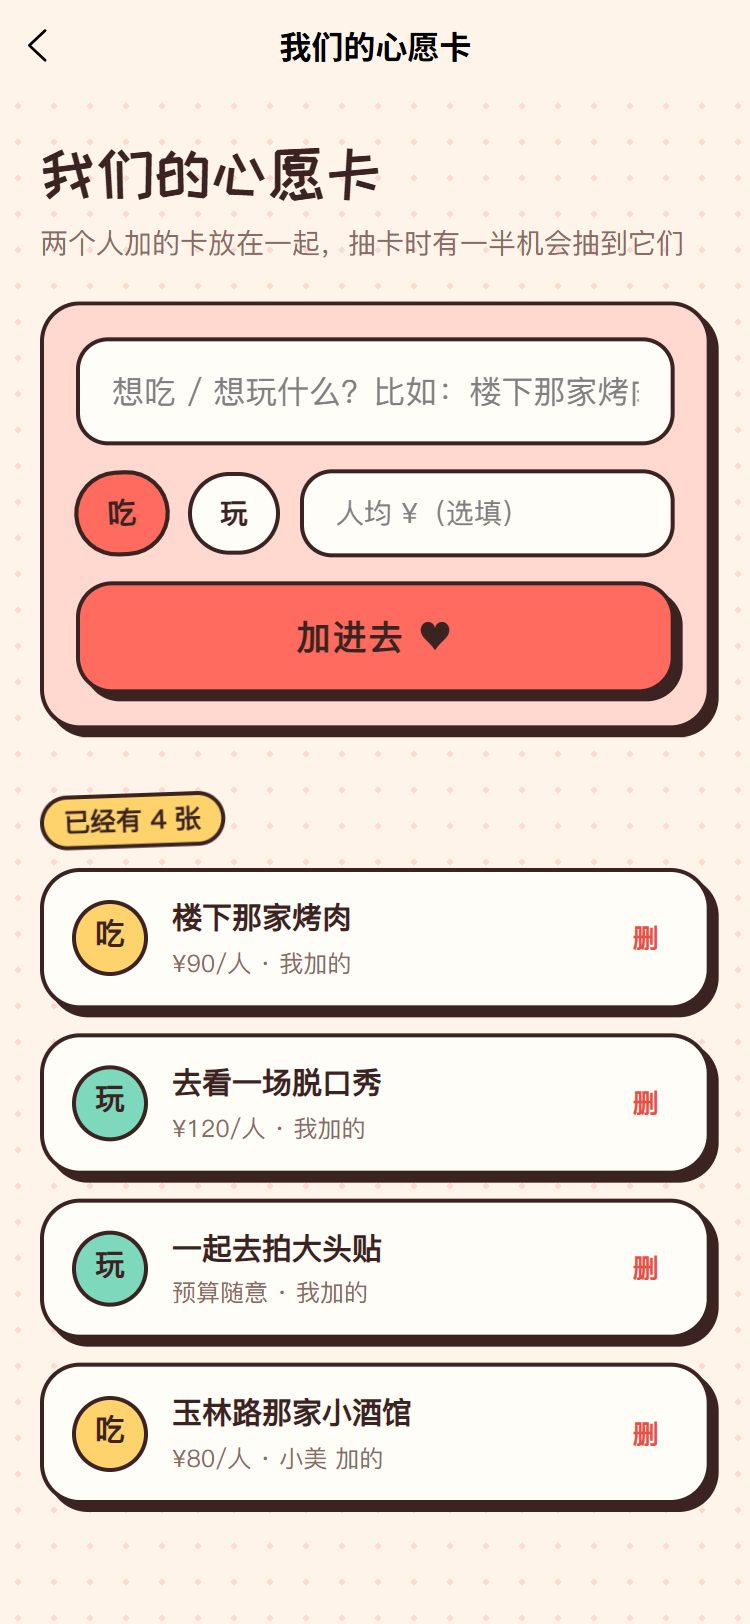 我们的心愿卡
我们的心愿卡
两个人加的卡放在一起，抽卡时有一半机会抽到它们
想吃 / 想玩什么？比如：楼下那家烤
吃
玩
人均 ¥（选填）
加进去 ♥
已经有 4 张
吃
楼下那家烤肉
¥90/人 · 我加的
删
玩
去看一场脱口秀
¥120/人 · 我加的
删
玩
一起去拍大头贴
预算随意 · 我加的
删
吃
玉林路那家小酒馆
¥80/人 · 小美 加的
删